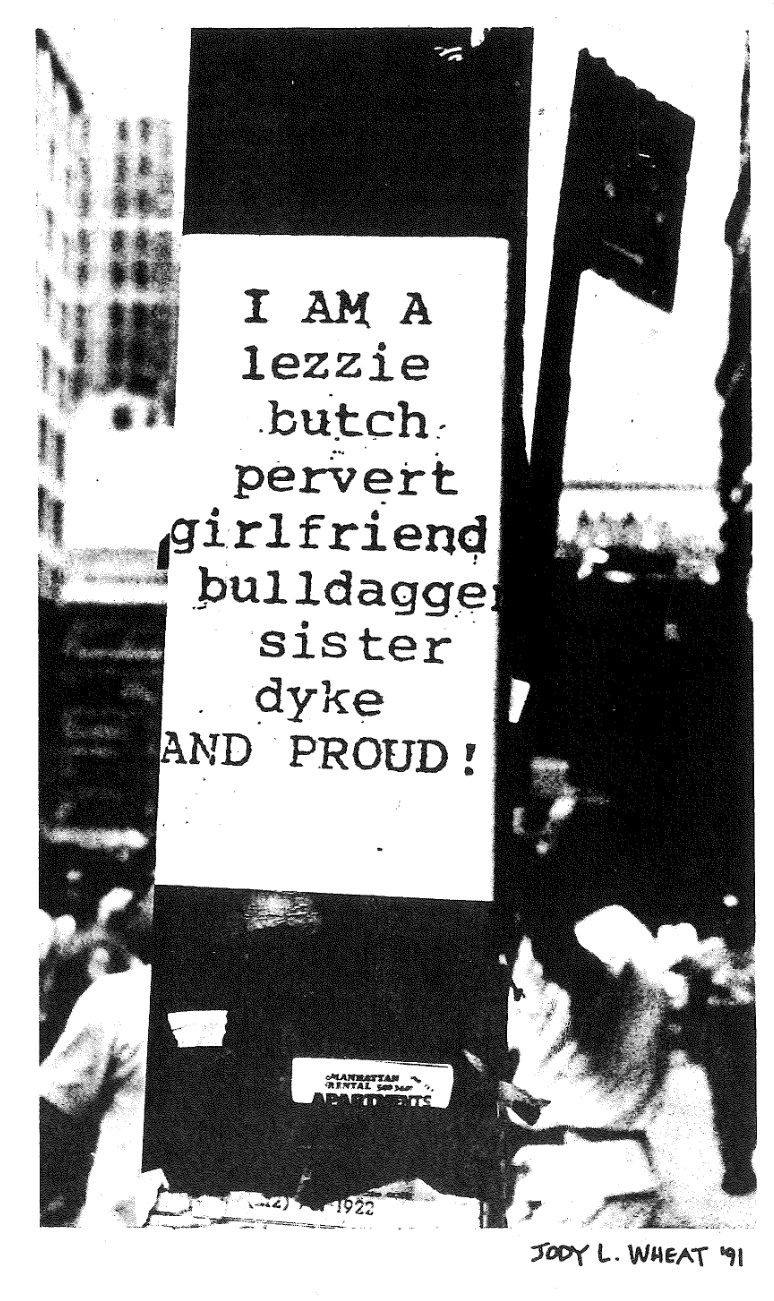 I AM A
lezzie
butch
pervert
girlfriend
bulldagger
sister
dyke
AND PROUD!
MANHATTAN
RENTAL
APARTMENTS
1922
JODY L. WHEAT '91